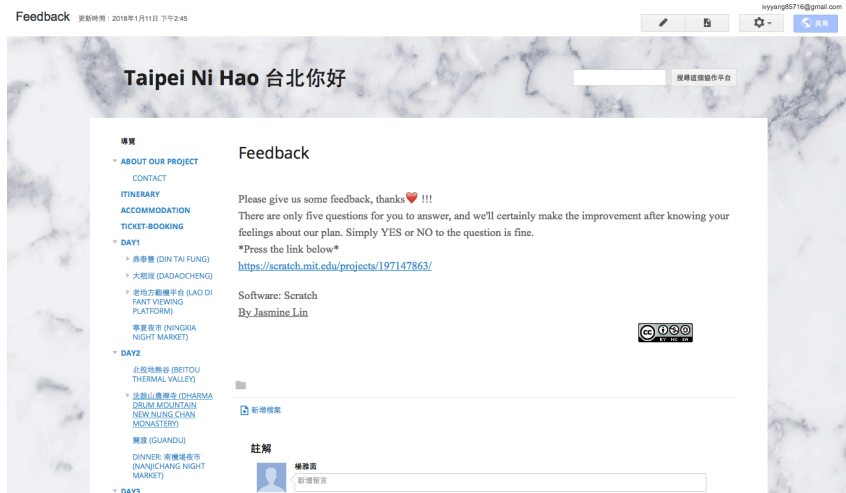 ivyyang85716@gmail.com
Feedback 更新時間：2018年1月11日 下午2:45
共用
Taipei Ni Hao 台北你好
搜尋這個協作平台
導覽
ABOUT OUR PROJECT
CONTACT
ITINERARY
ACCOMMODATION
TICKET-BOOKING
DAY1
鼎泰豐 (DIN TAI FUNG)
大稻埕 (DADAOCHENG)
老地方觀機平台 (LAO DI
FANT VIEWING
PLATFORM)
寧夏夜市 (NINGXIA
NIGHT MARKET)
DAY2
北投地熱谷 (BEITOU
THERMAL VALLEY)
法鼓山農禪寺 (DHARMA
DRUM MOUNTAIN
NEW NUNG CHAN
MONASTERY)
關渡 (GUANDU)
DINNER: 南機場夜市
(NANJICHANG NIGHT
MARKET)
DAY3
Feedback
Please give us some feedback, thanks❤️ !!!
There are only five questions for you to answer, and we'll certainly make the improvement after knowing your
feelings about our plan. Simply YES or NO to the question is fine.
*Press the link below*
https://scratch.mit.edu/projects/197147863/
Software: Scratch
By Jasmine Lin
cc
BY NC SA
新增檔案
註解
楊雅茵
新增留言